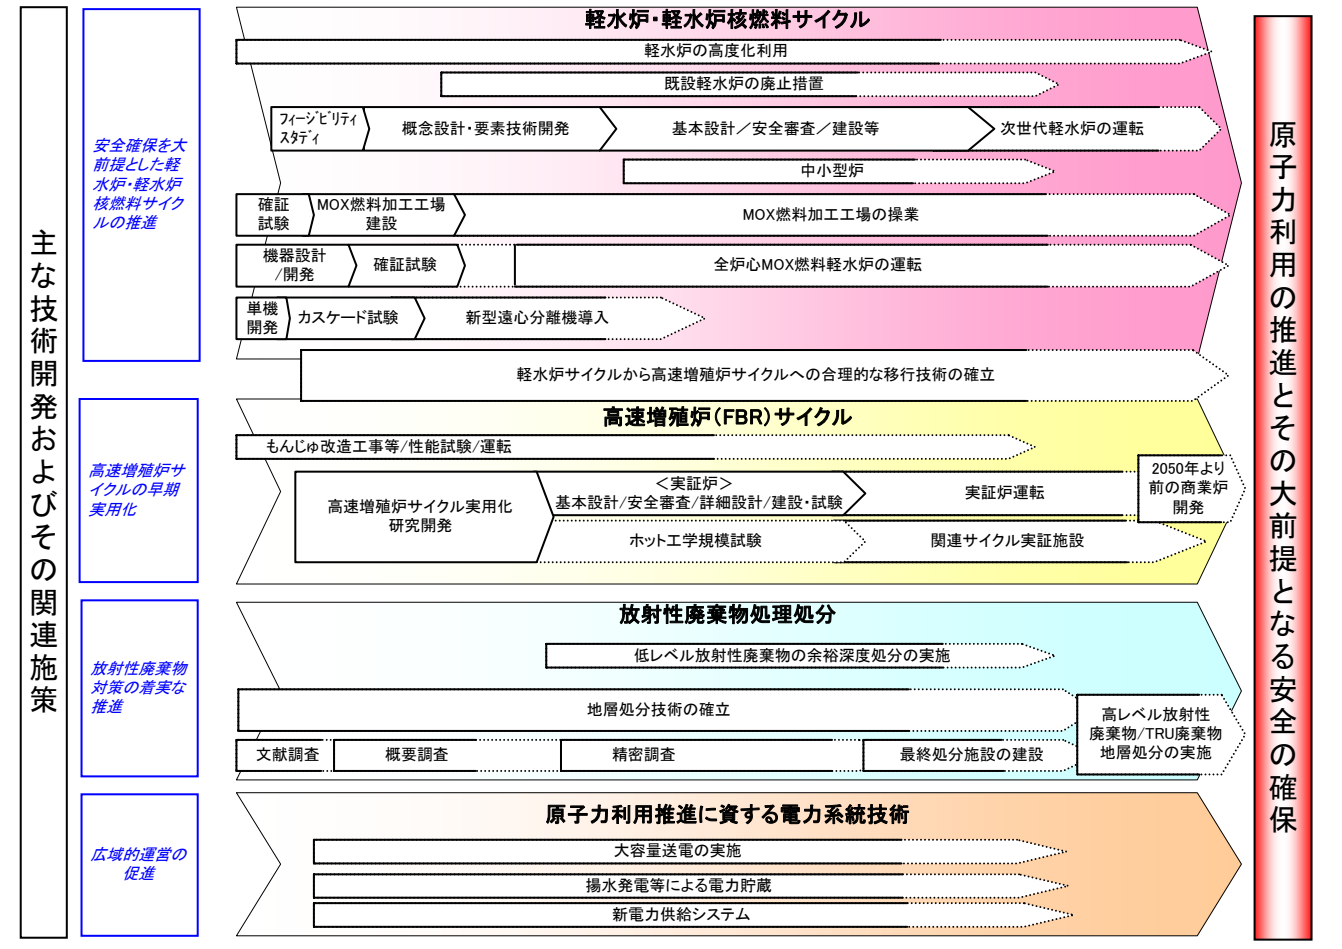 主な技術開発およびその関連施策
安全確保を大
前提とした軽
水炉・軽水炉
核燃料サイク
ルの推進
軽水炉・軽水炉核燃料サイクル
軽水炉の高度化利用
既設軽水炉の廃止措置
フィージビリティ
スタディ
概念設計・要素技術開発
基本設計／安全審査／建設等
次世代軽水炉の運転
中小型炉
確証
試験
MOX燃料加工工場
建設
MOX燃料加工工場の操業
機器設計
/開発
確証試験
全炉心MOX燃料軽水炉の運転
単機
開発
カスケード試験
新型遠心分離機導入
軽水炉サイクルから高速増殖炉サイクルへの合理的な移行技術の確立
高速増殖炉サ
イクルの早期
実用化
高速増殖炉（FBR）サイクル
もんじゅ改造工事等/性能試験/運転
高速増殖炉サイクル実用化
研究開発
＜実証炉＞
基本設計/安全審査/詳細設計/建設・試験
実証炉運転
2050年より
前の商業炉
開発
ホット工学規模試験
関連サイクル実証施設
放射性廃棄物
対策の着実な
推進
放射性廃棄物処理処分
低レベル放射性廃棄物の余裕深度処分の実施
地層処分技術の確立
文献調査
概要調査
精密調査
最終処分施設の建設
高レベル放射性
廃棄物/TRU廃棄物
地層処分の実施
広域的運営の
促進
原子力利用推進に資する電力系統技術
大容量送電の実施
揚水発電等による電力貯蔵
新電力供給システム
原子力利用の推進とその大前提となる安全の確保